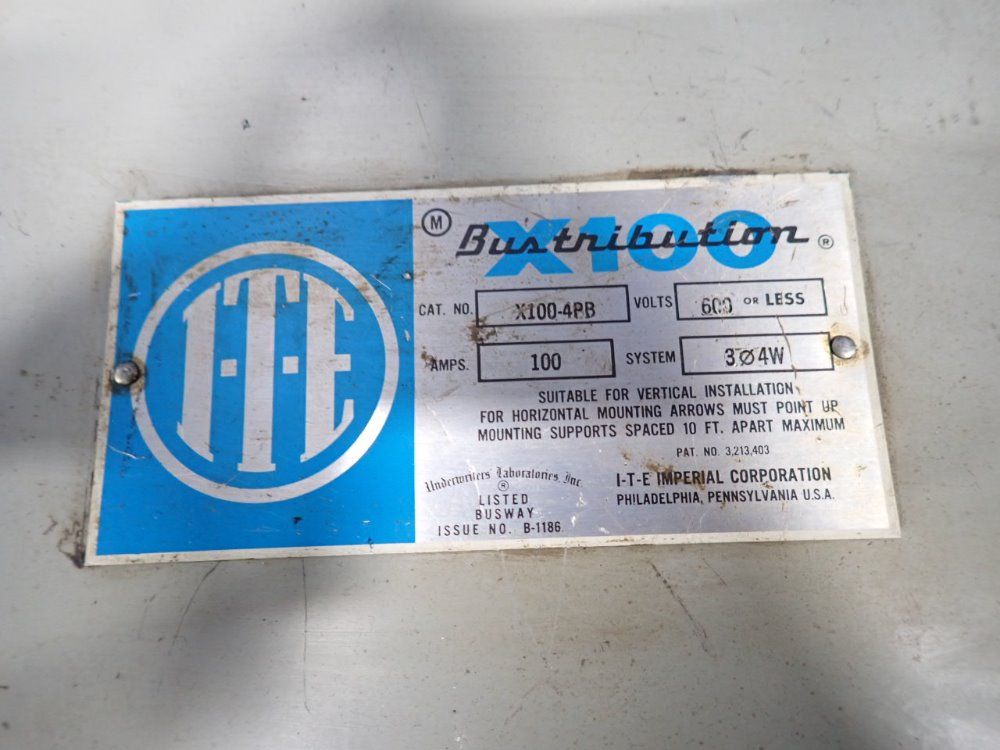 I-T-E
M
Bustribution ®
X100
CAT. NO. X100-4PB VOLTS 600 OR LESS
AMPS. 100 SYSTEM 3Ø4W
SUITABLE FOR VERTICAL INSTALLATION
FOR HORIZONTAL MOUNTING ARROWS MUST POINT UP
MOUNTING SUPPORTS SPACED 10 FT. APART MAXIMUM
PAT. NO. 3,213,403
Underwriters' Laboratories, Inc.
®
LISTED
BUSWAY
ISSUE NO. B-1186
I-T-E IMPERIAL CORPORATION
PHILADELPHIA, PENNSYLVANIA U.S.A.